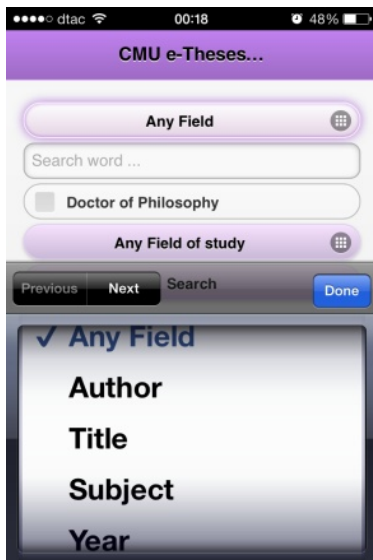 dtac 00:18 48%
CMU e-Theses...
Any Field
Search word ...
Doctor of Philosophy
Any Field of study
Previous Next Search Done
✓ Any Field
Author
Title
Subject
Year